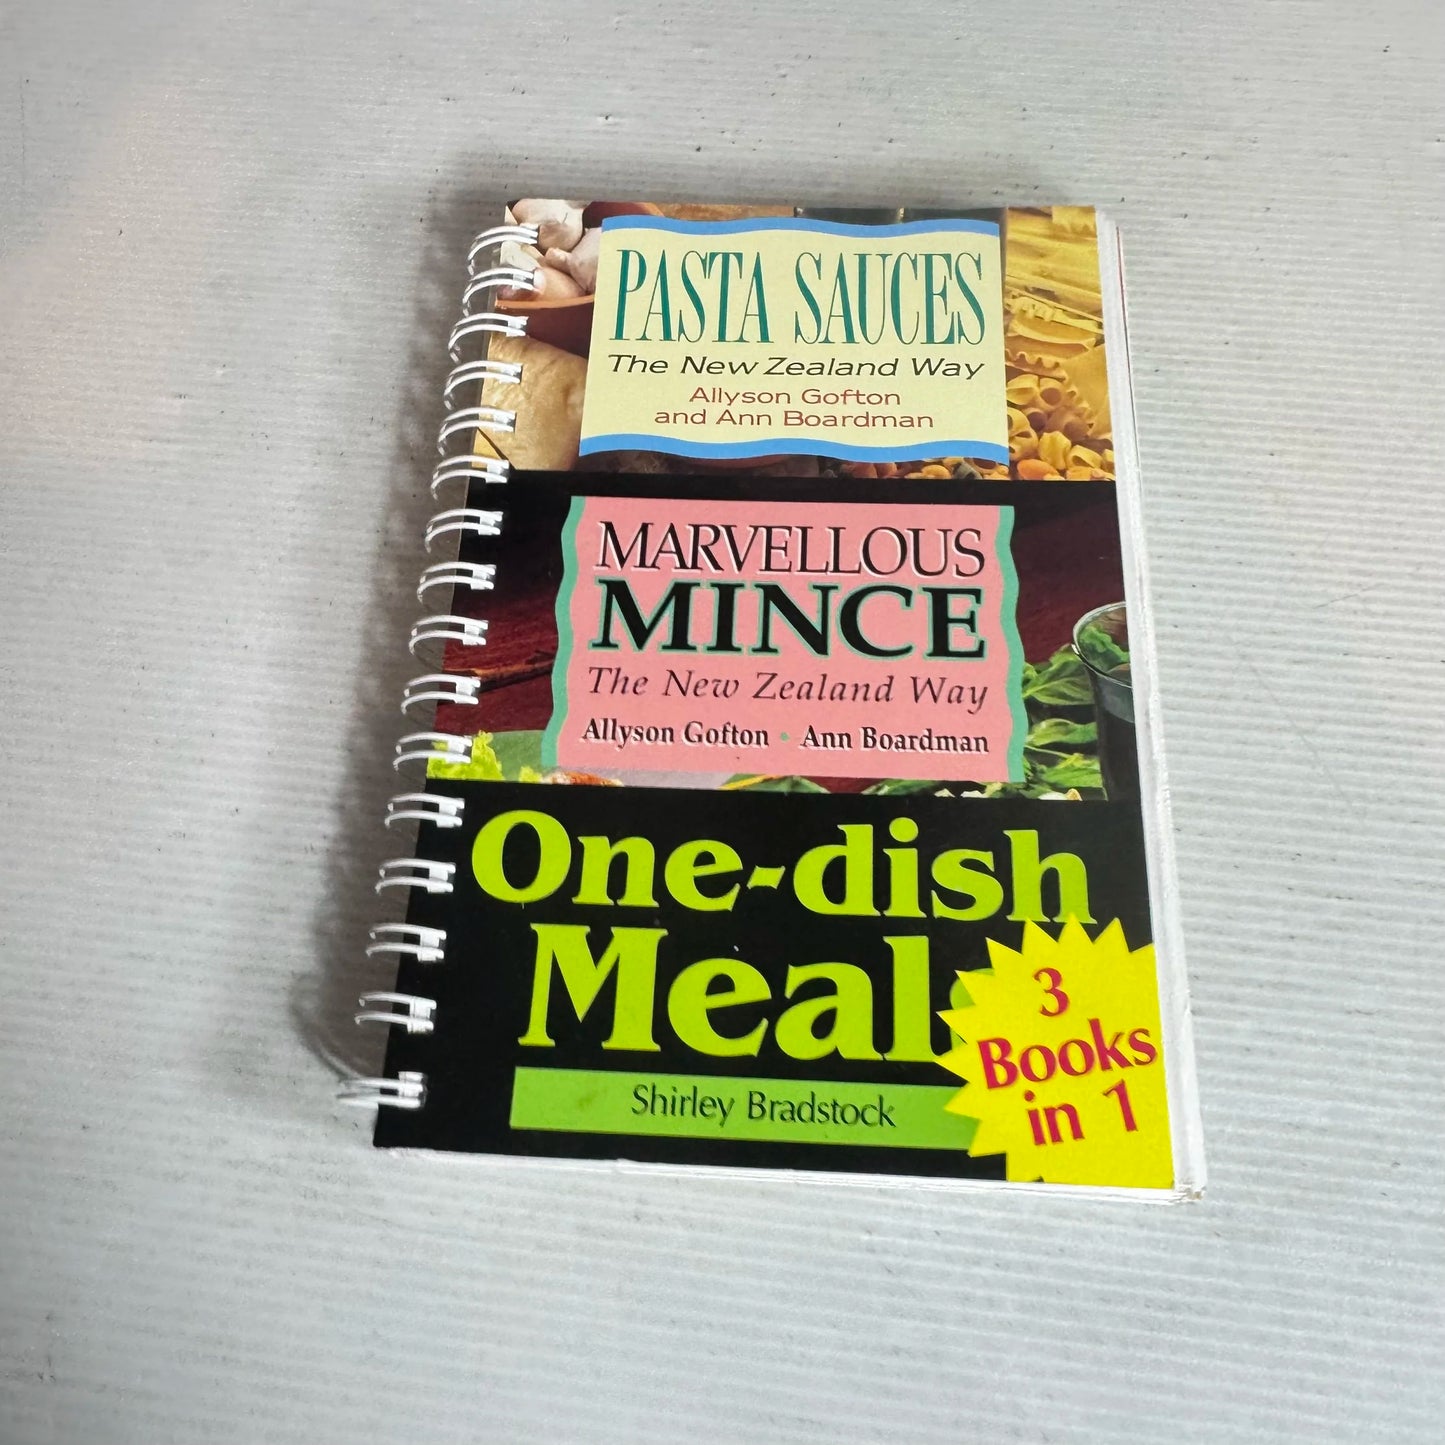 PASTA SAUCES
The New Zealand Way
Allyson Gofton
and Ann Boardman
MARVELLOUS
MINCE
The New Zealand Way
Allyson Gofton • Ann Boardman
One-dish
Meals
Shirley Bradstock
3
Books
in 1